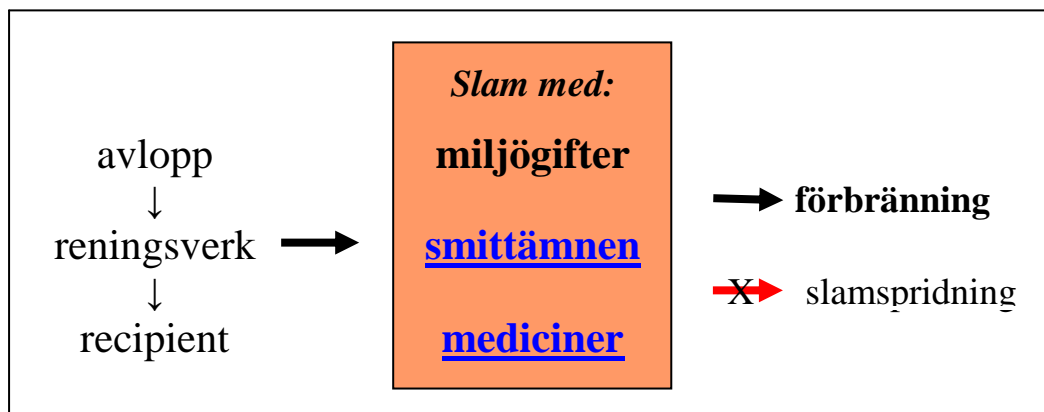 avlopp
↓
reningsverk
↓
recipient
Slam med:
miljögifter
smittämnen
mediciner
förbränning
X slamspridning